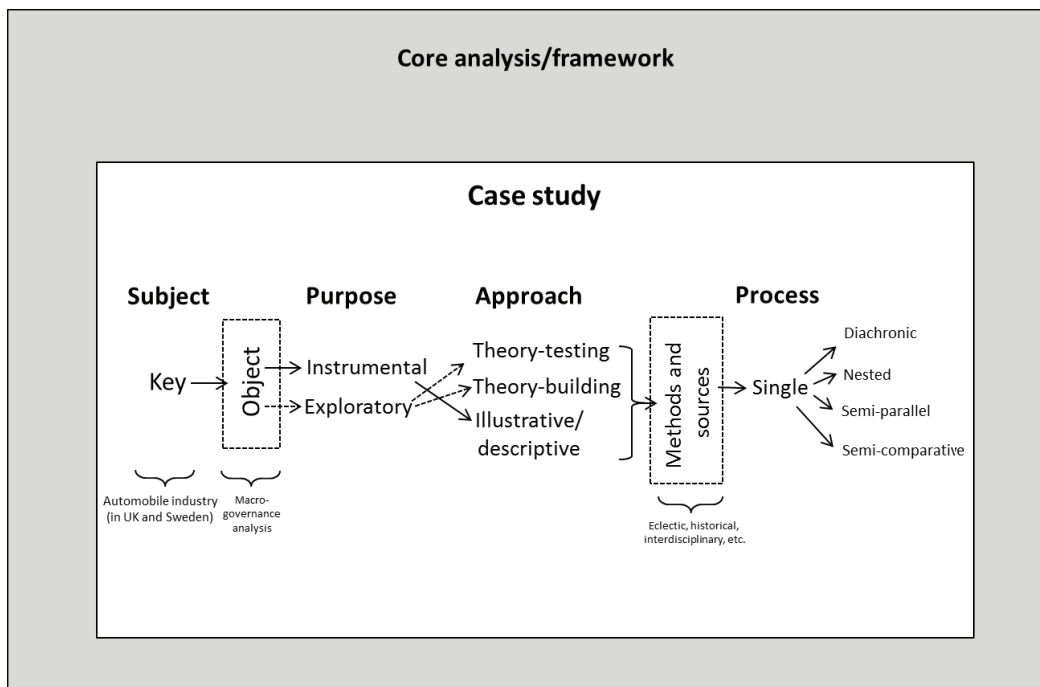 Core analysis/framework
Case study
Subject
Purpose
Approach
Process
Key
Object
Instrumental
Exploratory
Theory-testing
Theory-building
Illustrative/
descriptive
Methods and
sources
Single
Diachronic
Nested
Semi-parallel
Semi-comparative
Automobile industry
(in UK and Sweden)
Macro-
governance
analysis
Eclectic, historical,
interdisciplinary, etc.